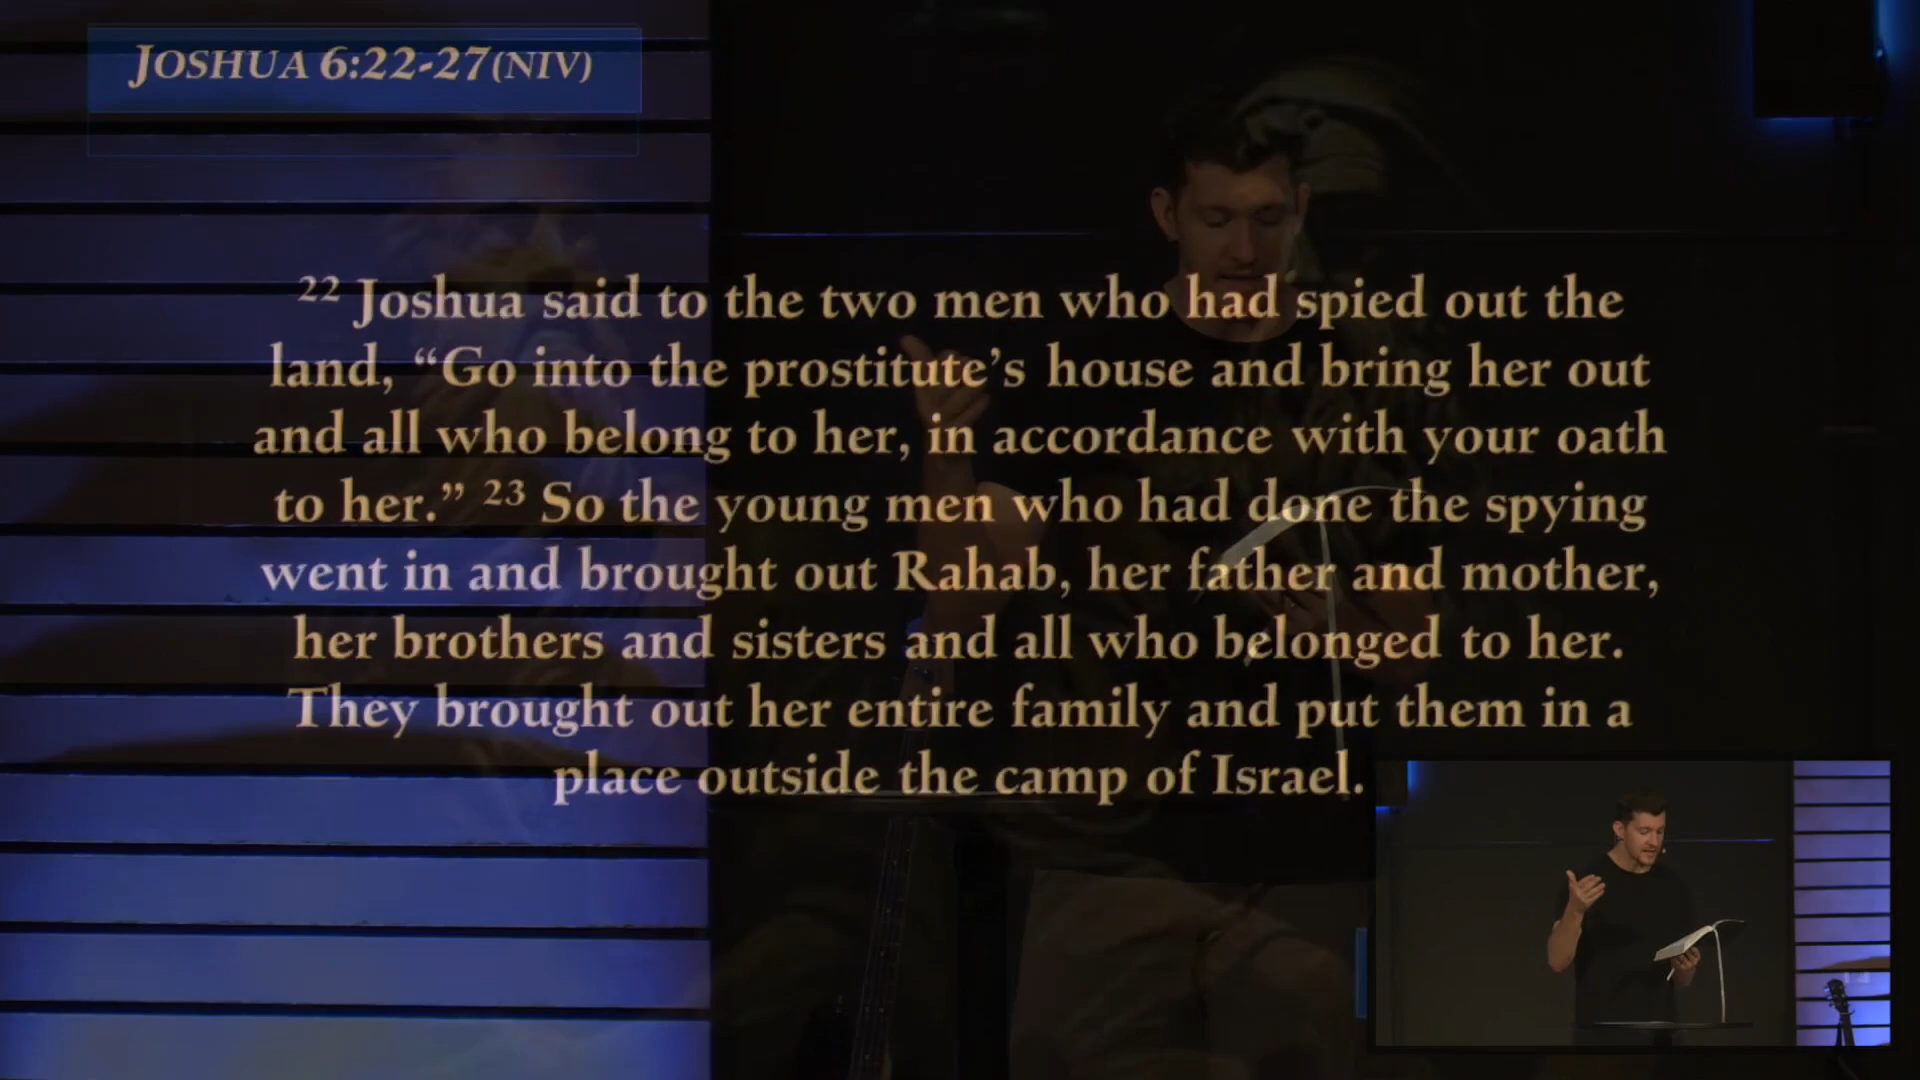 JOSHUA 6:22-27(NIV)
22 Joshua said to the two men who had spied out the
land, “Go into the prostitute’s house and bring her out
and all who belong to her, in accordance with your oath
to her.” 23 So the young men who had done the spying
went in and brought out Rahab, her father and mother,
her brothers and sisters and all who belonged to her.
They brought out her entire family and put them in a
place outside the camp of Israel.